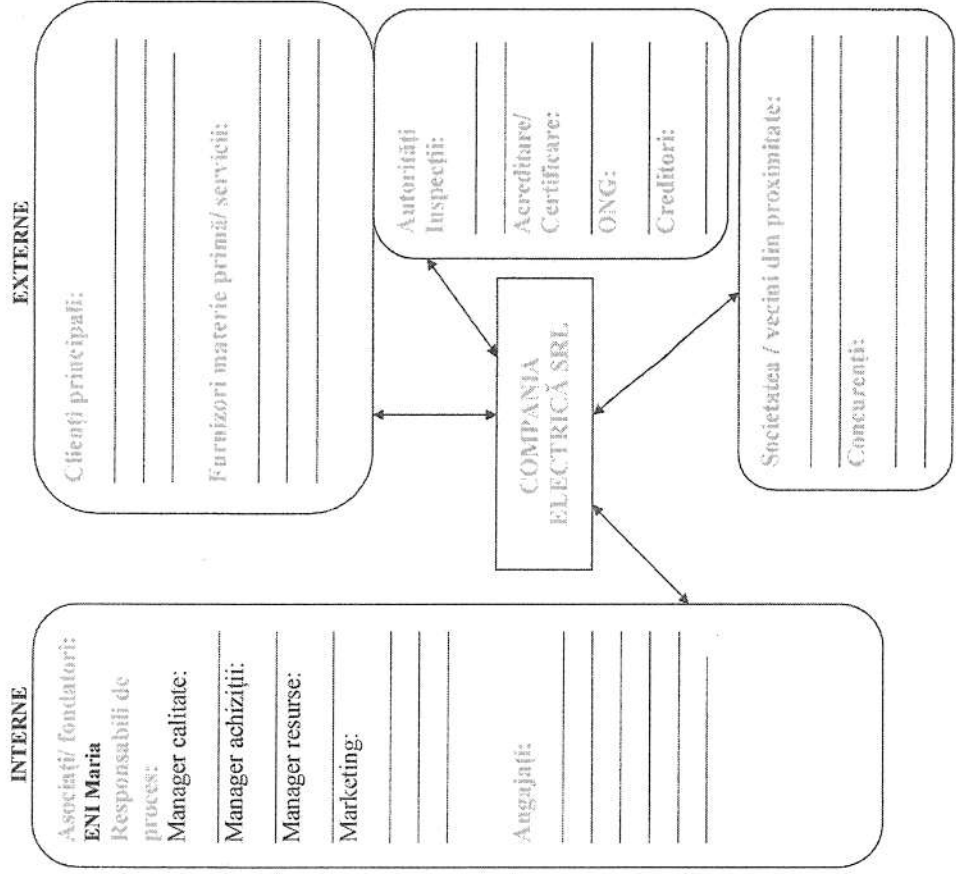 INTERNE
Asociați/ fondatori:
ENI Maria
Responsabili de
proces:
Manager calitate:
Manager achiziții:
Manager resurse:
Marketing:
Angajați:
EXTERNE
Clienți principali:
Furnizori materie primă/ servicii:
Autorități
Inspecții:
Acreditare/
Certificare:
ONG:
Creditori:
COMPANIA
ELECTRICĂ SRL
Societatea / vecini din proximitate:
Concurenții: